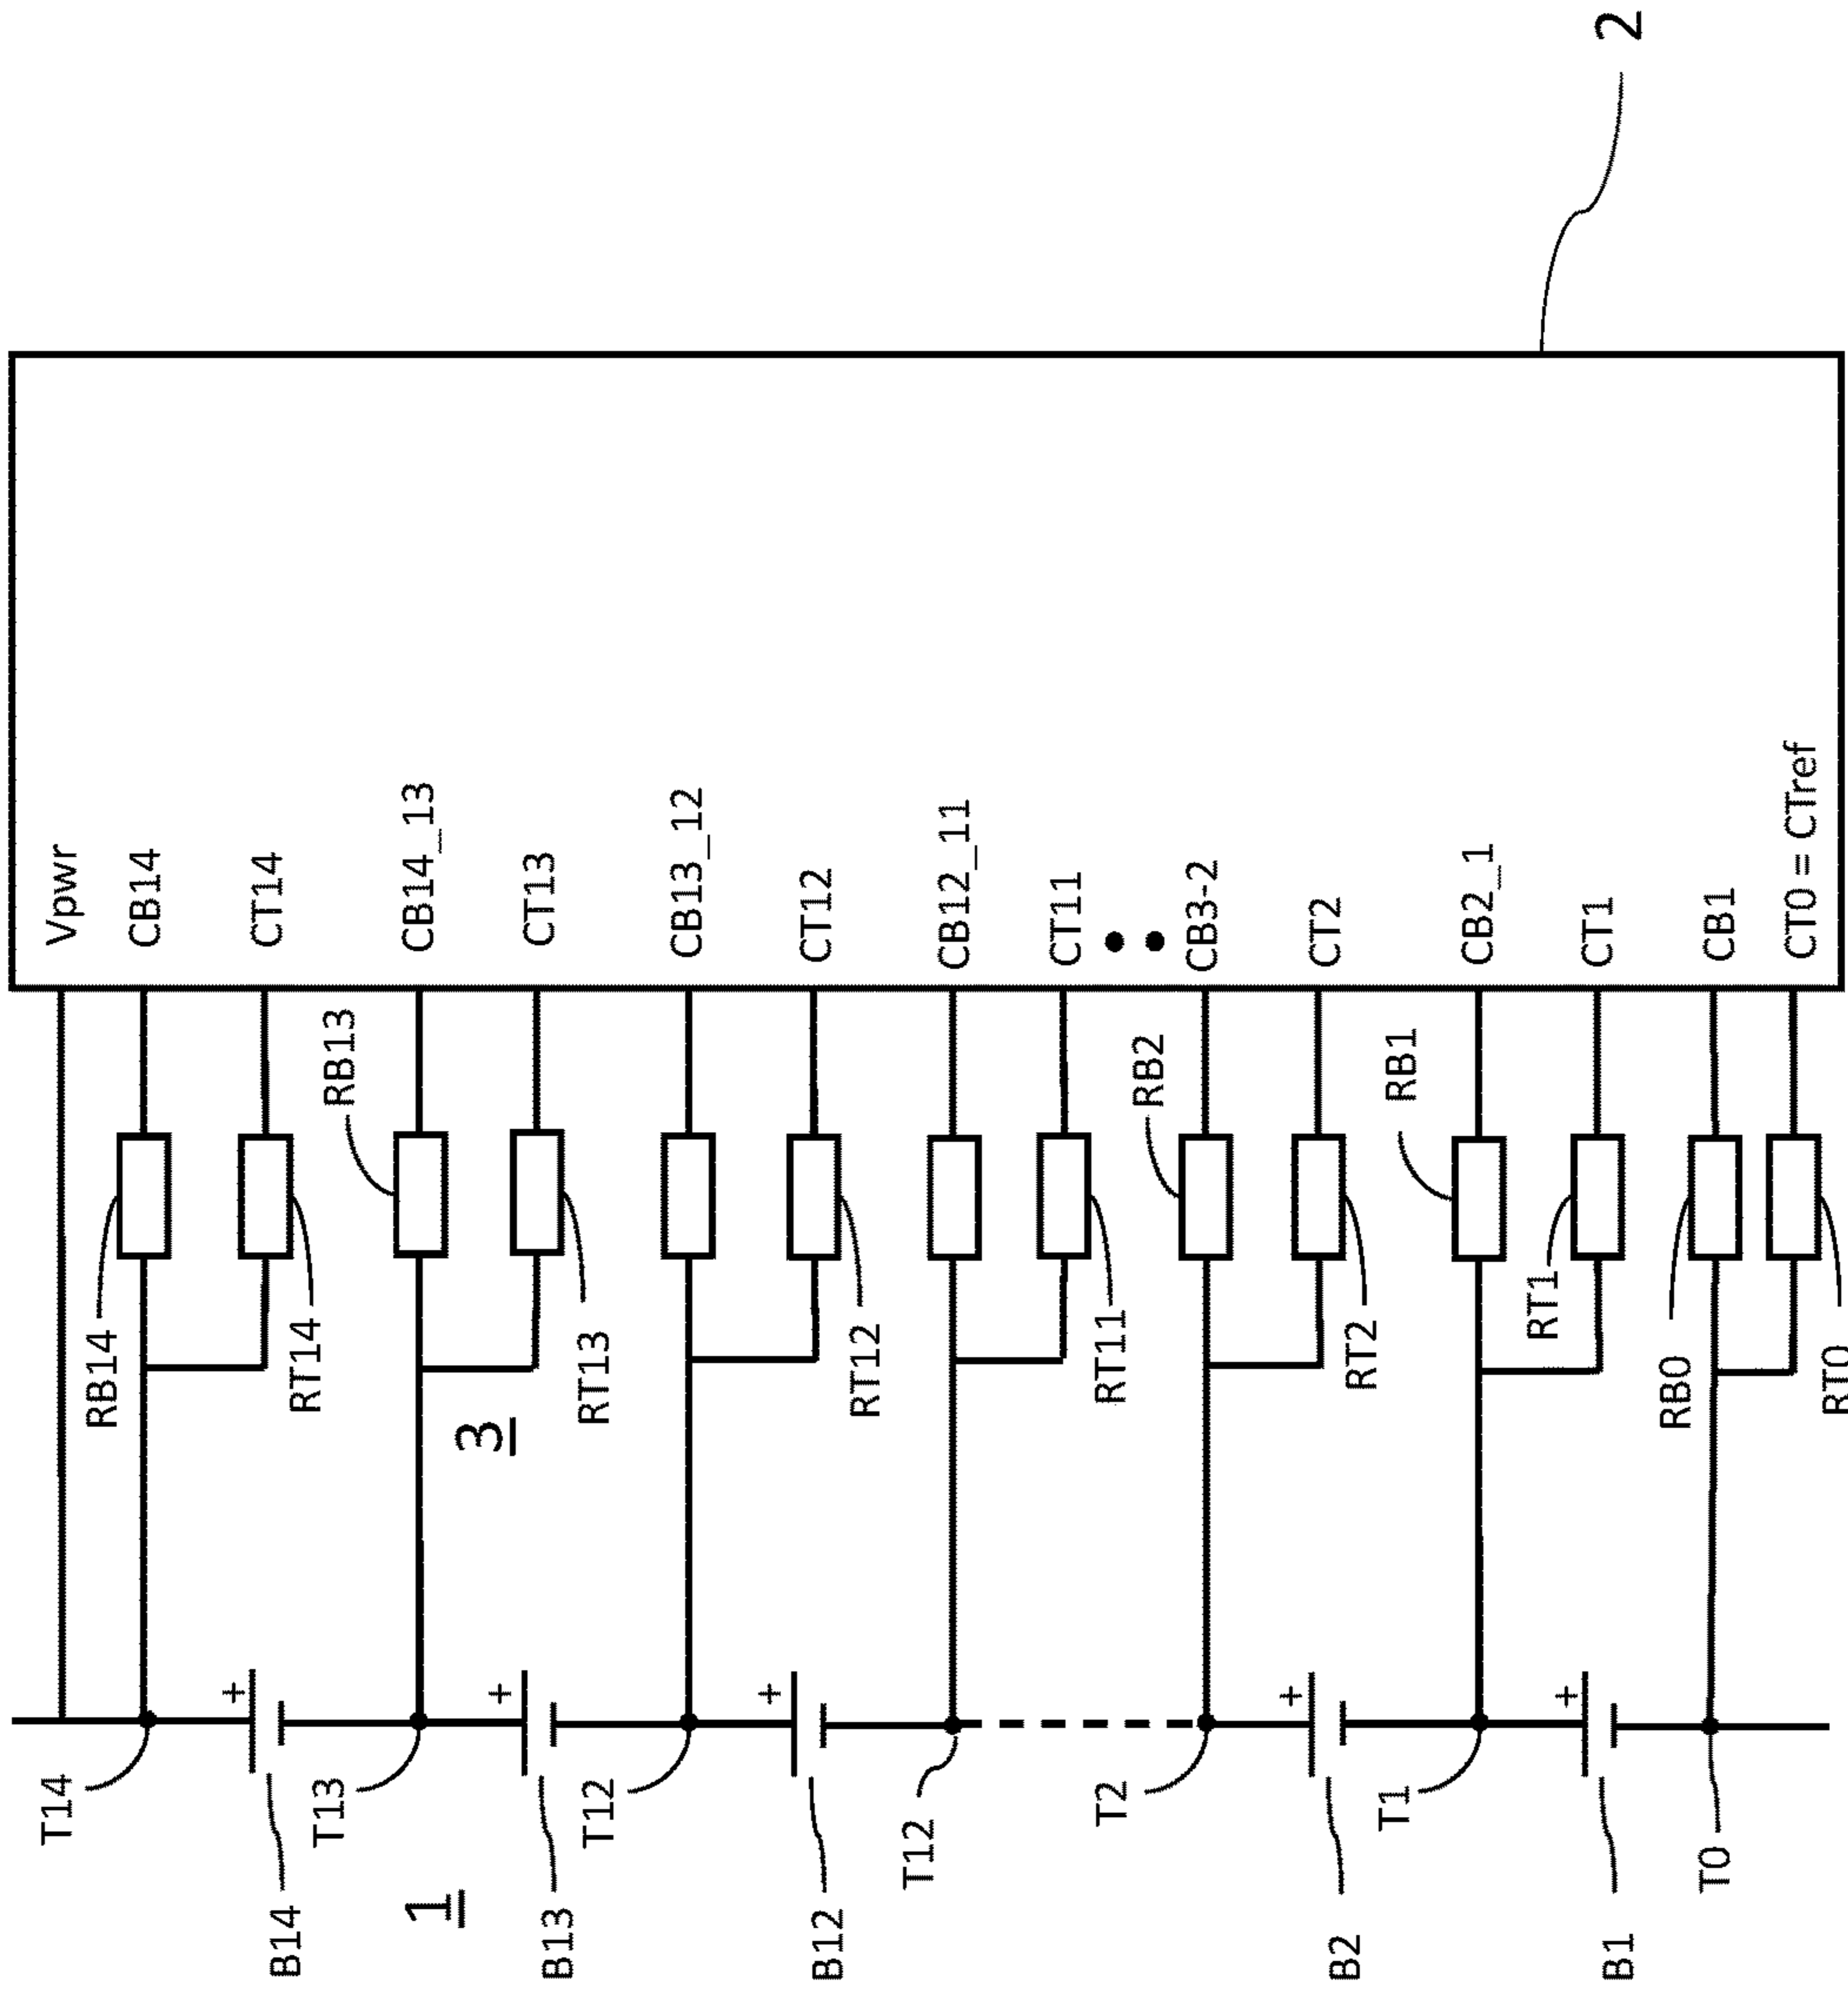 2
Vpwr
CB14
CT14
CB14_13
CT13
CB13_12
CT12
CB12_11
CT11
CB3-2
CT2
CB2_1
CT1
CB1
CT0 = CTref
RB13
RB2
RB1
RB14
RT14
3
RT13
RT12
RT11
RT2
RT1
RB0
RT0
+
+
+
+
+
T14
T13
T12
T12
T2
T1
T0
1
B14
B13
B12
B2
B1